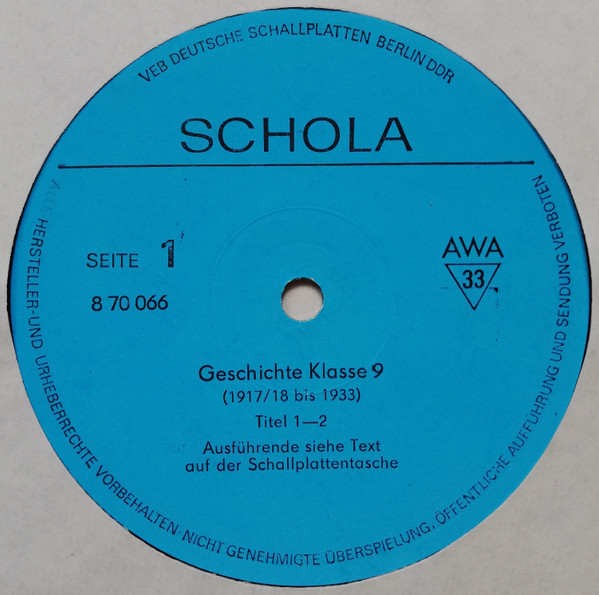 VEB DEUTSCHE SCHALLPLATTEN BERLIN DDR
SCHOLA
SEITE 1
8 70 066
AWA
33
Geschichte Klasse 9
(1917/18 bis 1933)
Titel 1—2
Ausführende siehe Text
auf der Schallplattentasche
ALLE HERSTELLER-UND URHEBERRECHTE VORBEHALTEN. NICHT GENEHMIGTE ÜBERSPIELUNG, ÖFFENTLICHE AUFFÜHRUNG UND SENDUNG VERBOTEN